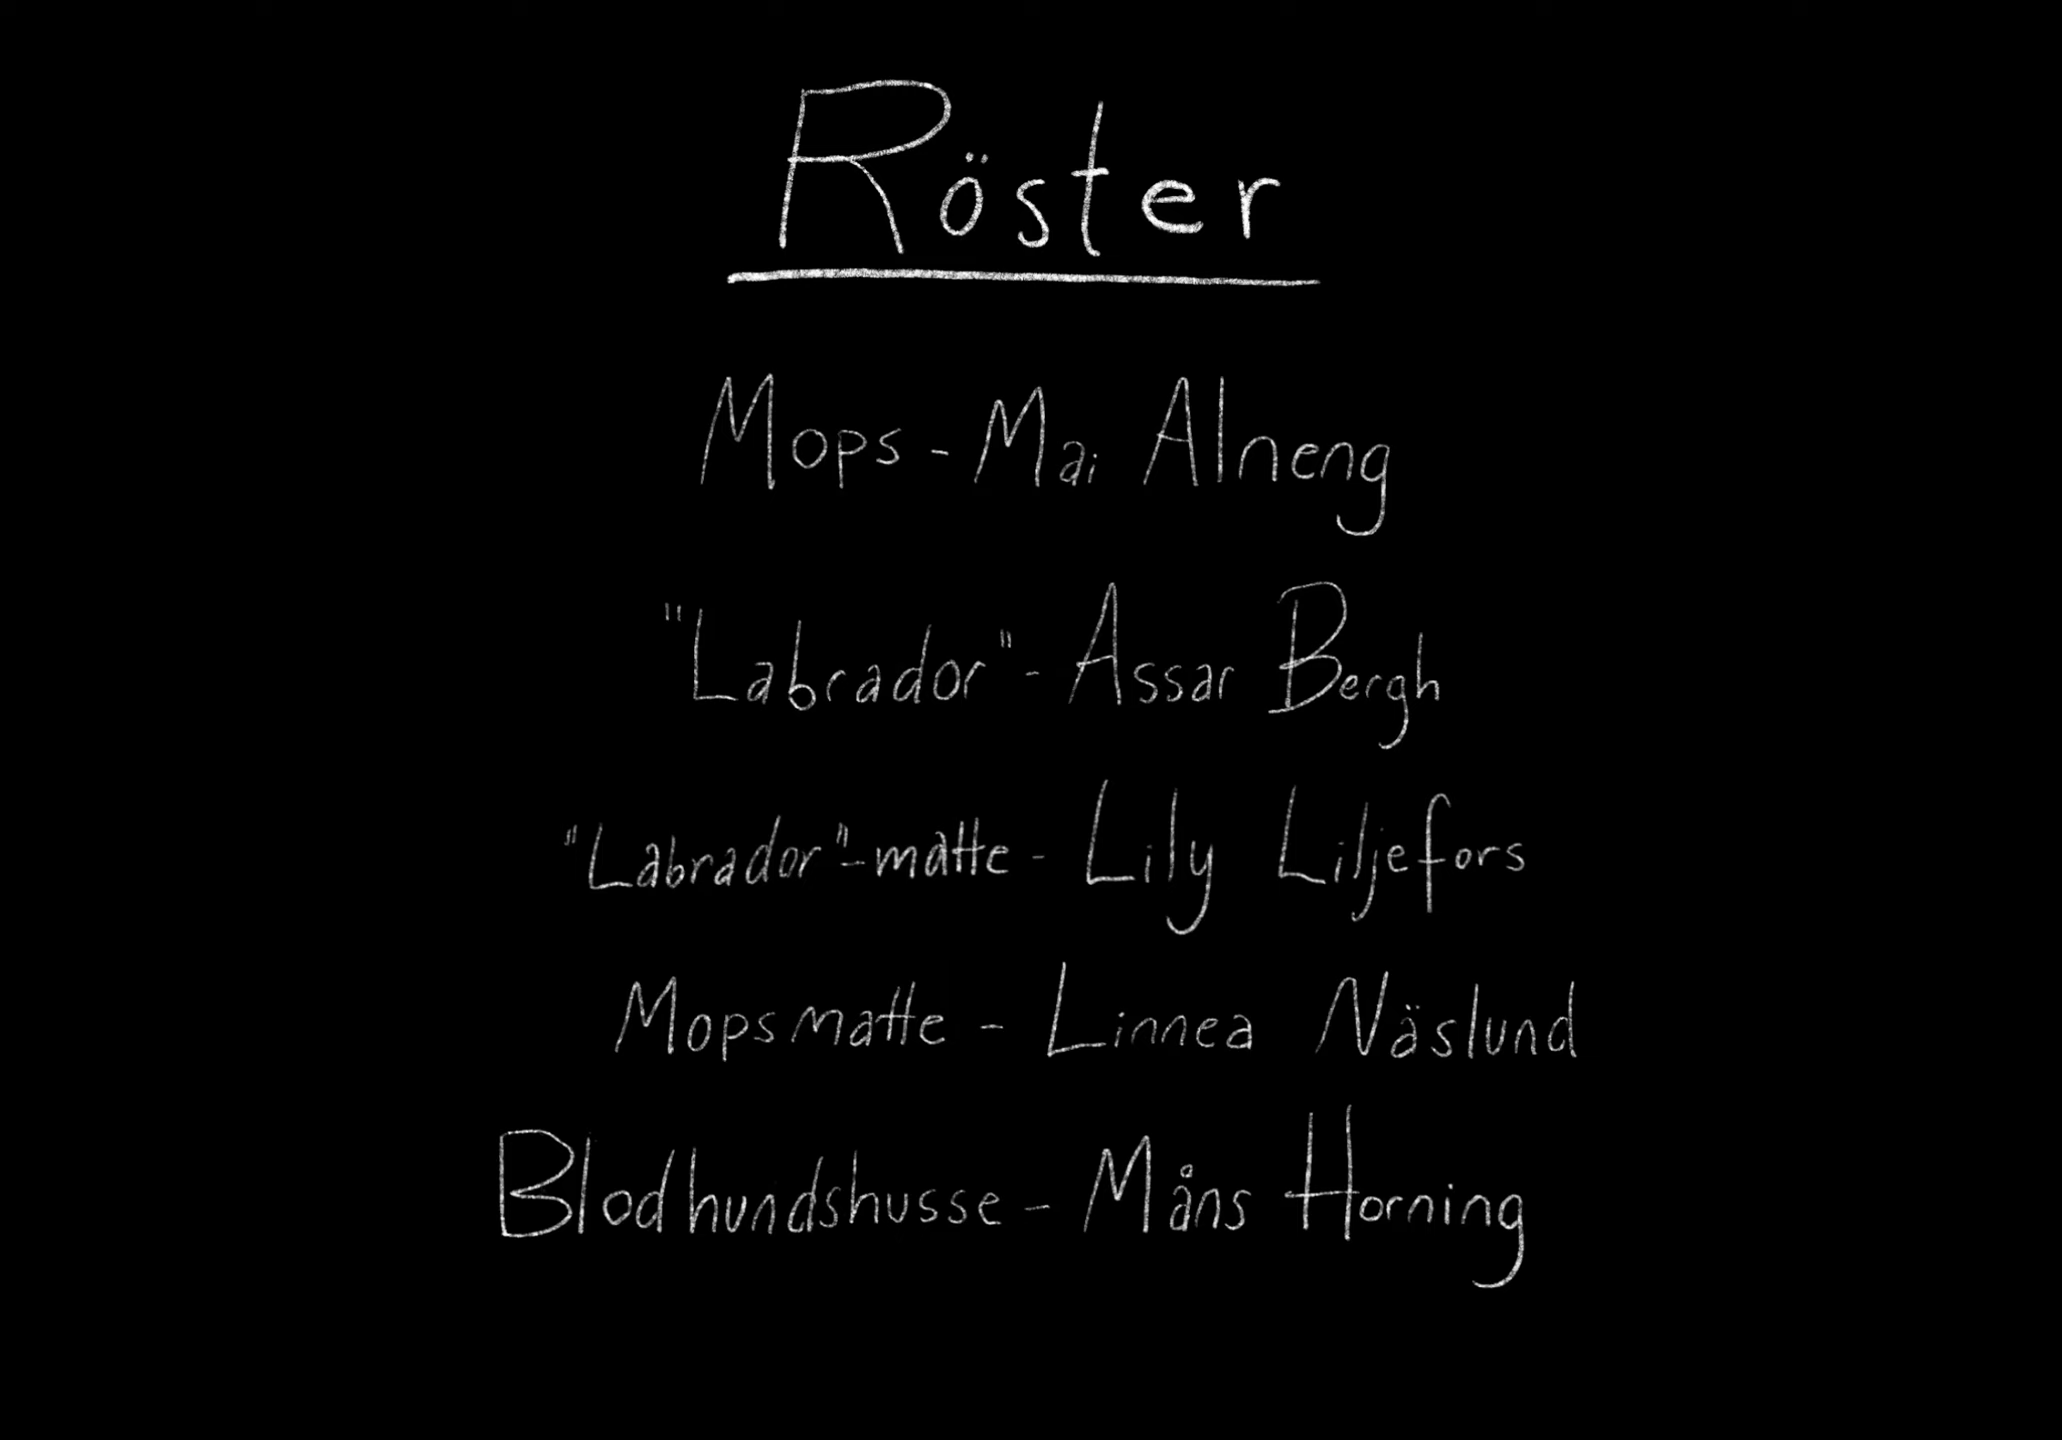 Röster
Mops - Mai Alneng
"Labrador" - Assar Bergh
"Labrador"-matte - Lily Liljefors
Mopsmatte - Linnea Näslund
Blodhundshusse - Måns Horning